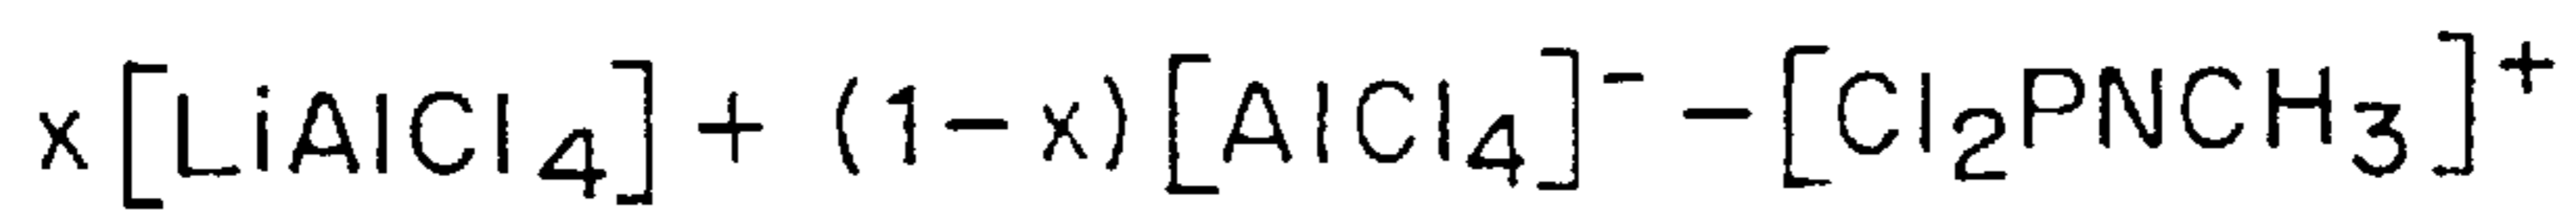 x[LiAlCl₄] + (1-x)[AlCl₄]⁻ -[Cl₂PNCH₃]⁺